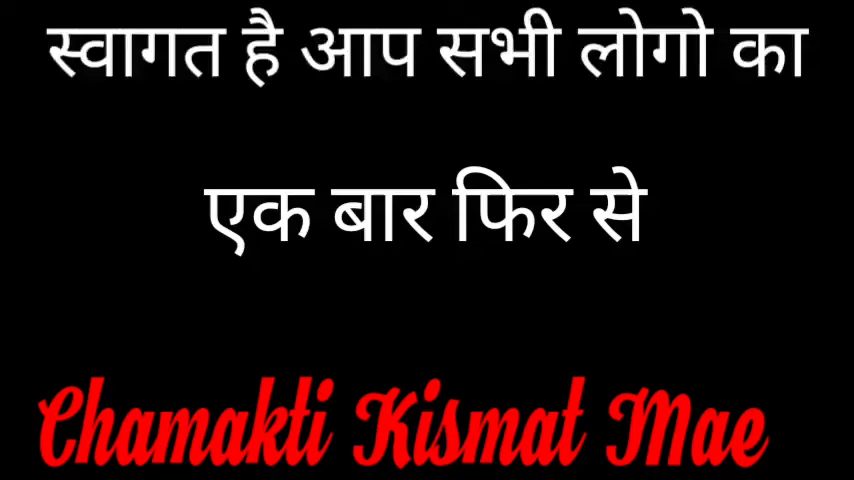 स्वागत है आप सभी लोगो का
एक बार फिर से
Chamakti Kismat Mae